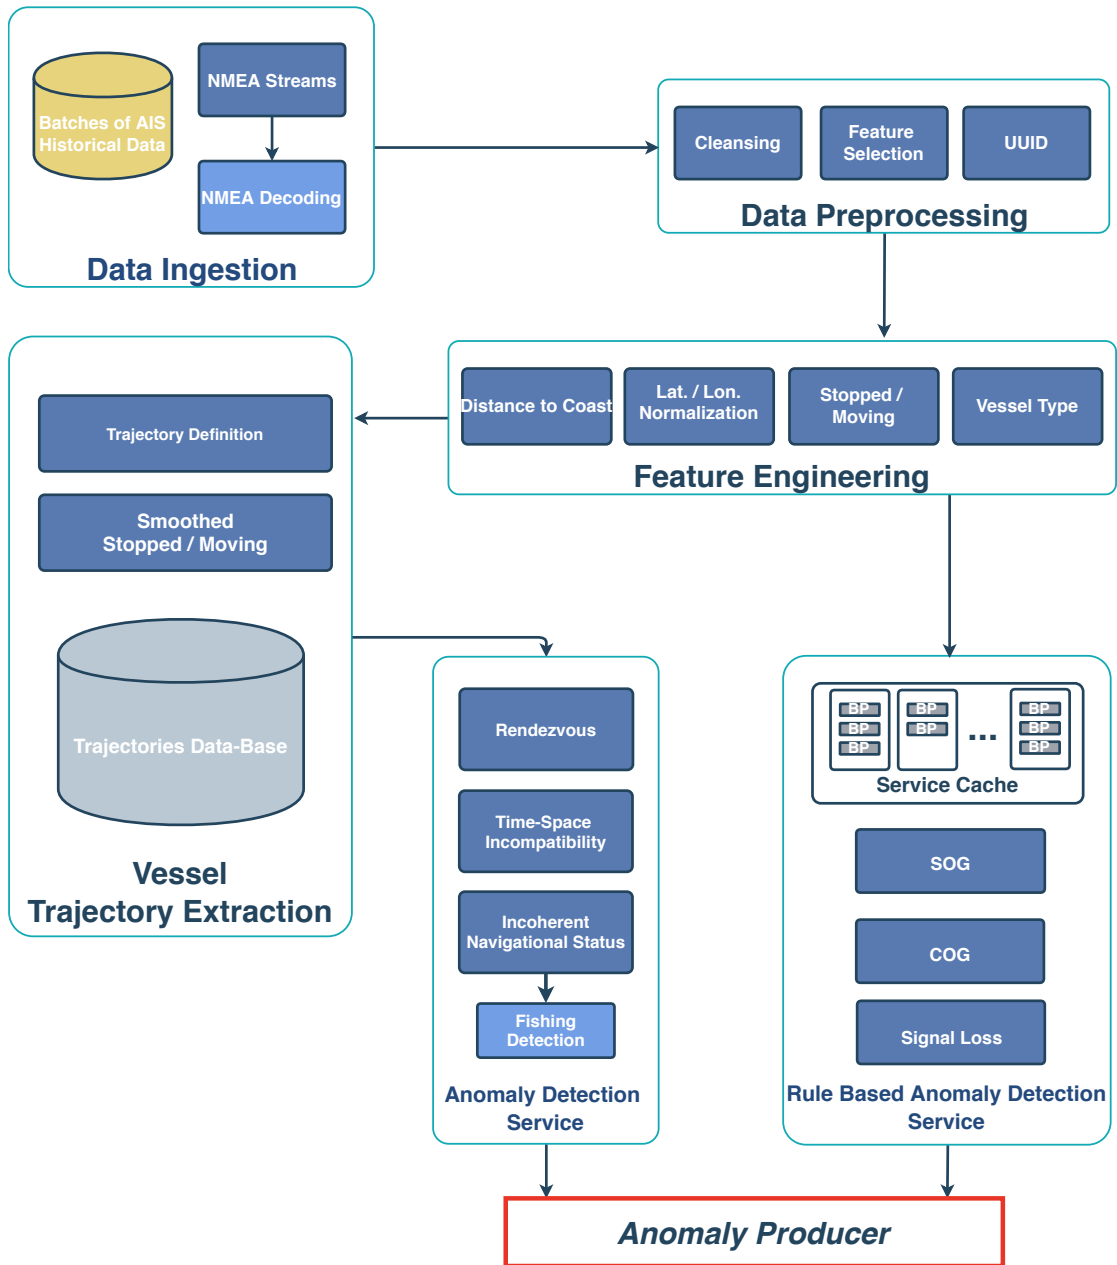 Batches of AIS
Historical Data
NMEA Streams
NMEA Decoding
Data Ingestion
Cleansing
Feature
Selection
UUID
Data Preprocessing
Distance to Coast
Lat. / Lon.
Normalization
Stopped /
Moving
Vessel Type
Feature Engineering
Trajectory Definition
Smoothed
Stopped / Moving
Trajectories Data-Base
Vessel
Trajectory Extraction
Rendezvous
Time-Space
Incompatibility
Incoherent
Navigational Status
Fishing
Detection
Anomaly Detection
Service
BP
BP
BP
BP
BP
...
BP
BP
BP
Service Cache
SOG
COG
Signal Loss
Rule Based Anomaly Detection
Service
Anomaly Producer